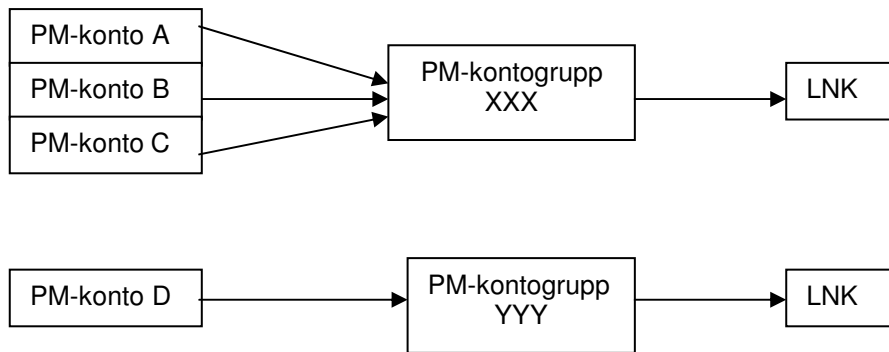 PM-konto A
PM-konto B
PM-konto C
PM-kontogrupp
XXX
LNK
PM-konto D
PM-kontogrupp
YYY
LNK